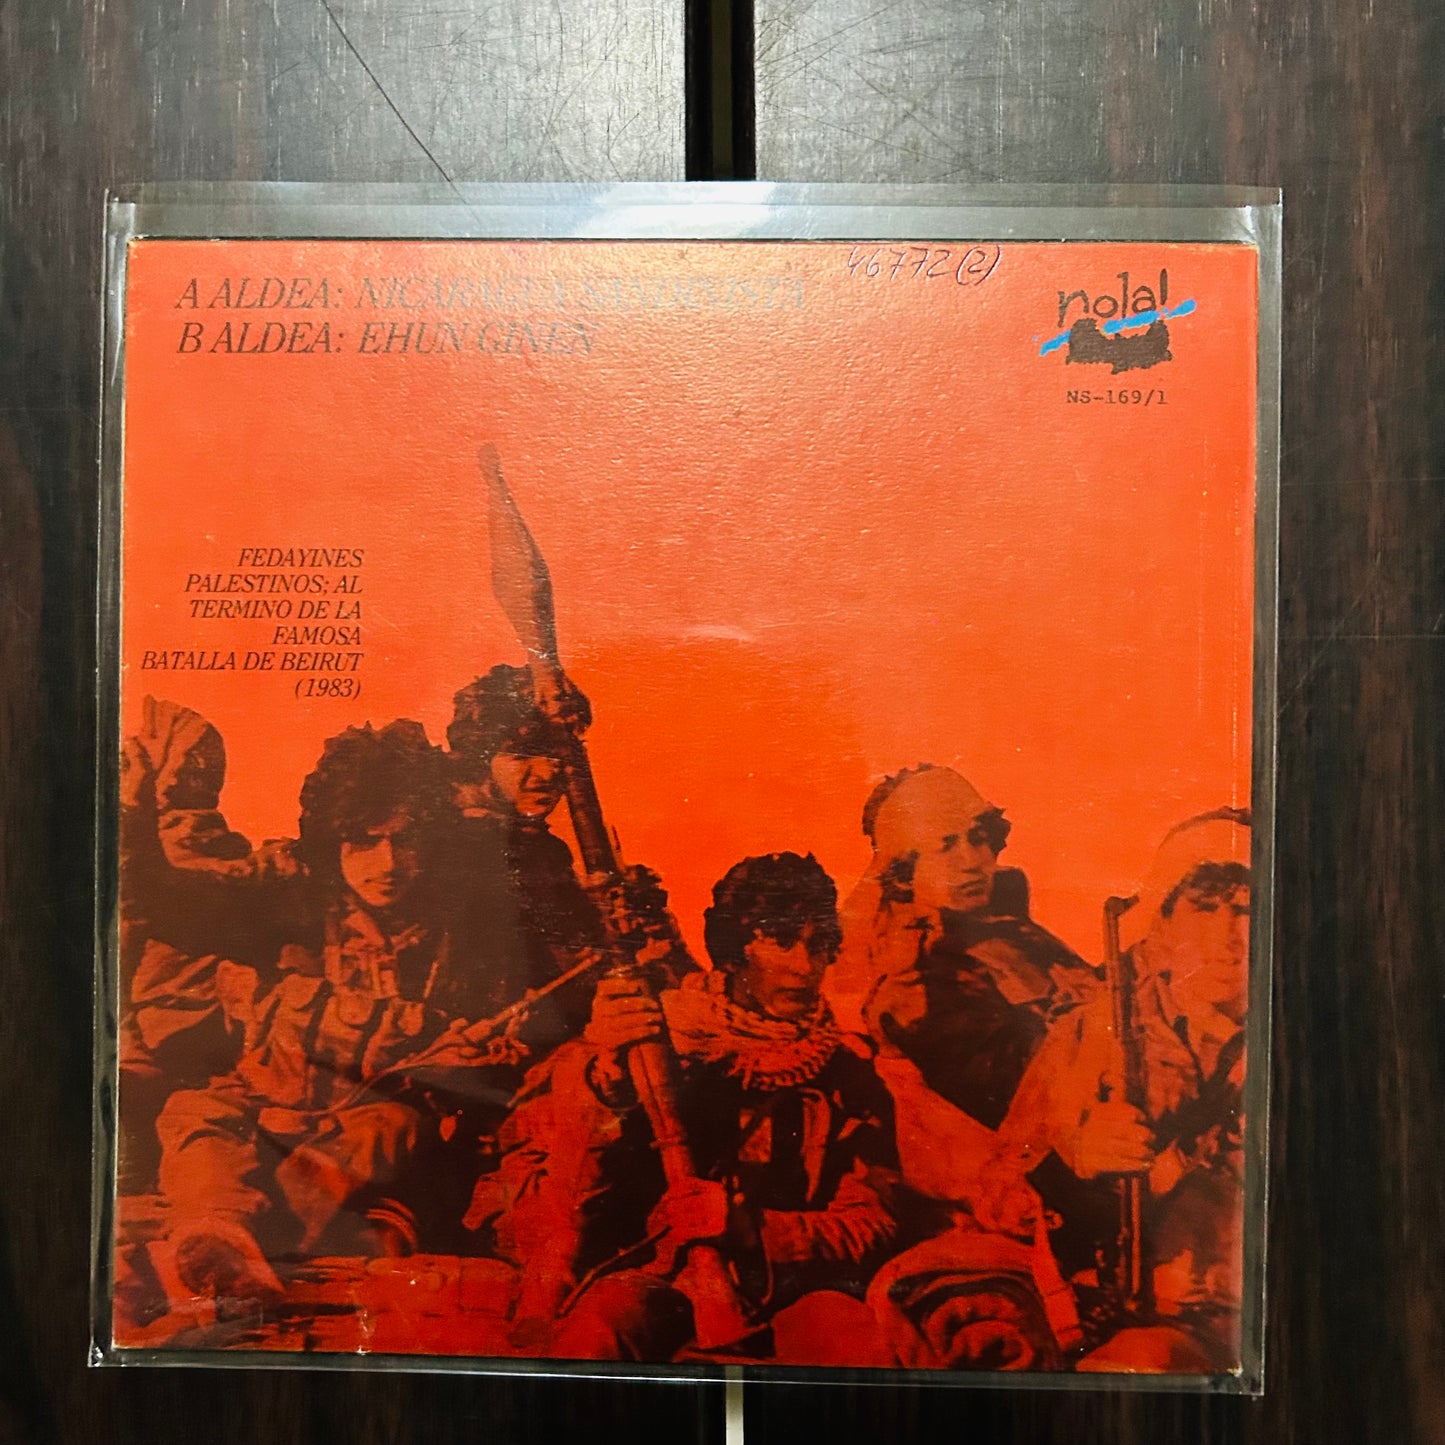 A ALDEA: NICARAGUA SANDINISTA
B ALDEA: EHUN GINEN
46772(2)
nola!
NS-169/1
FEDAYINES
PALESTINOS; AL
TERMINO DE LA
FAMOSA
BATALLA DE BEIRUT
(1983)